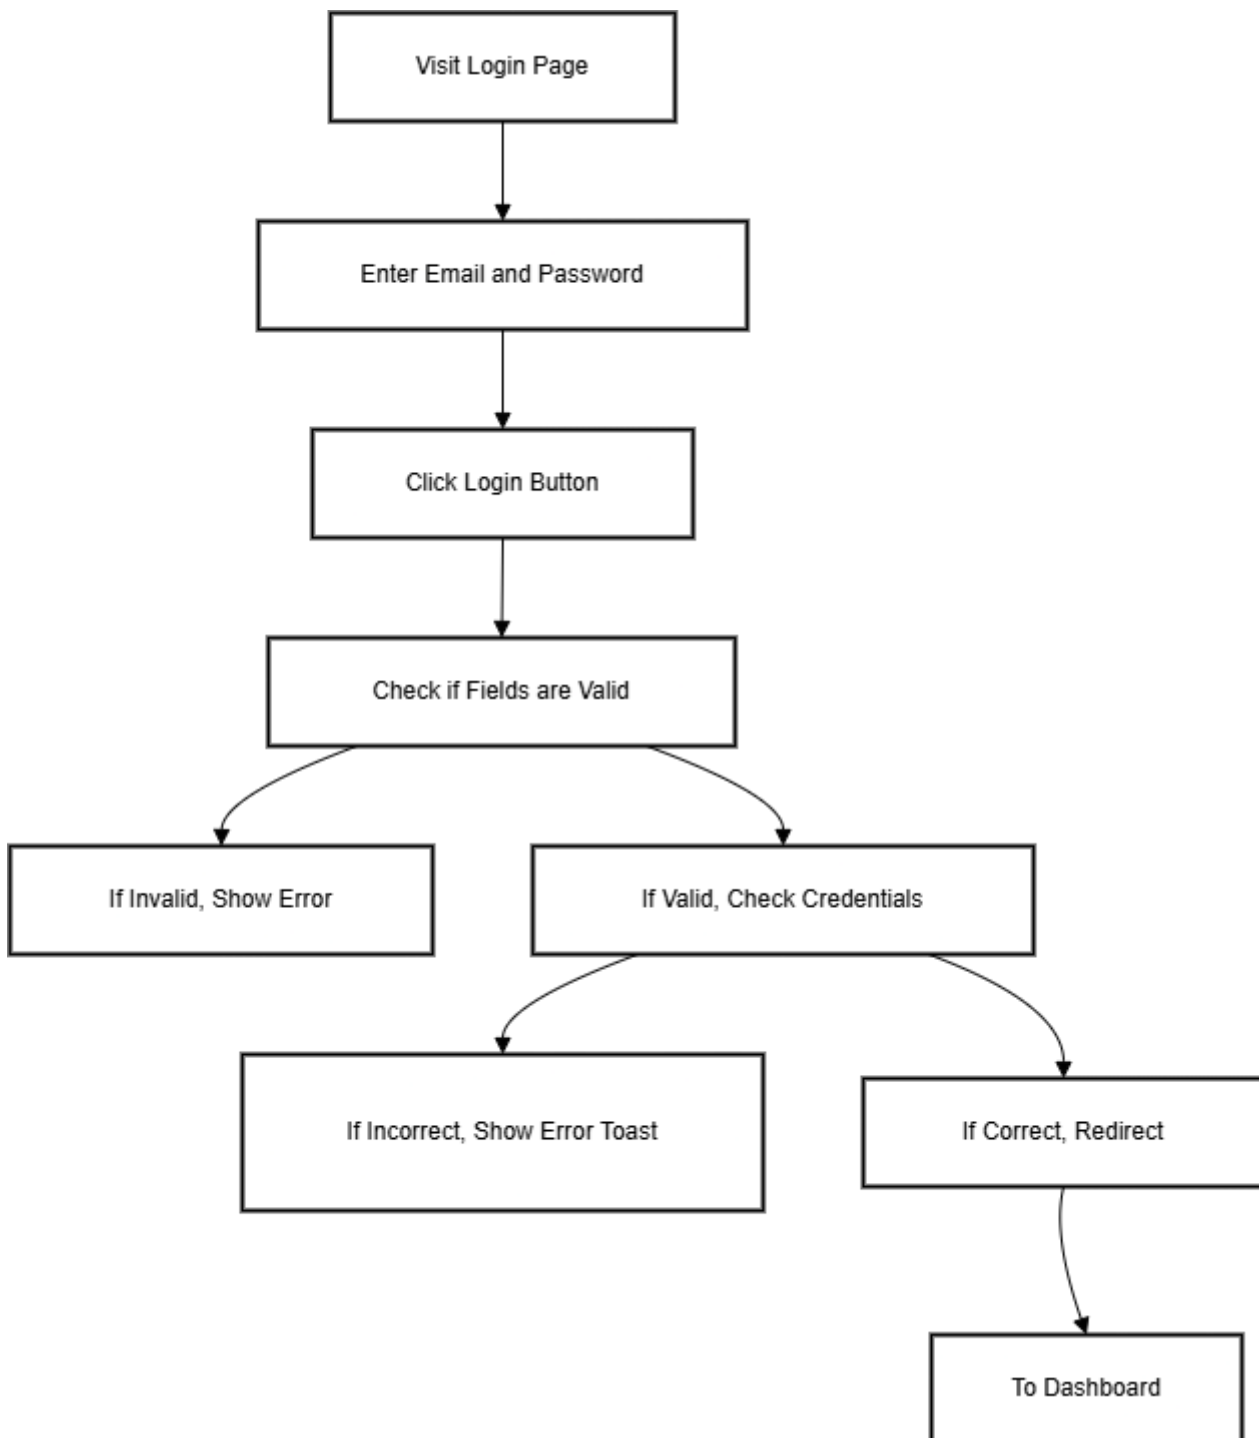 Visit Login Page
Enter Email and Password
Click Login Button
Check if Fields are Valid
If Invalid, Show Error
If Valid, Check Credentials
If Incorrect, Show Error Toast
If Correct, Redirect
To Dashboard